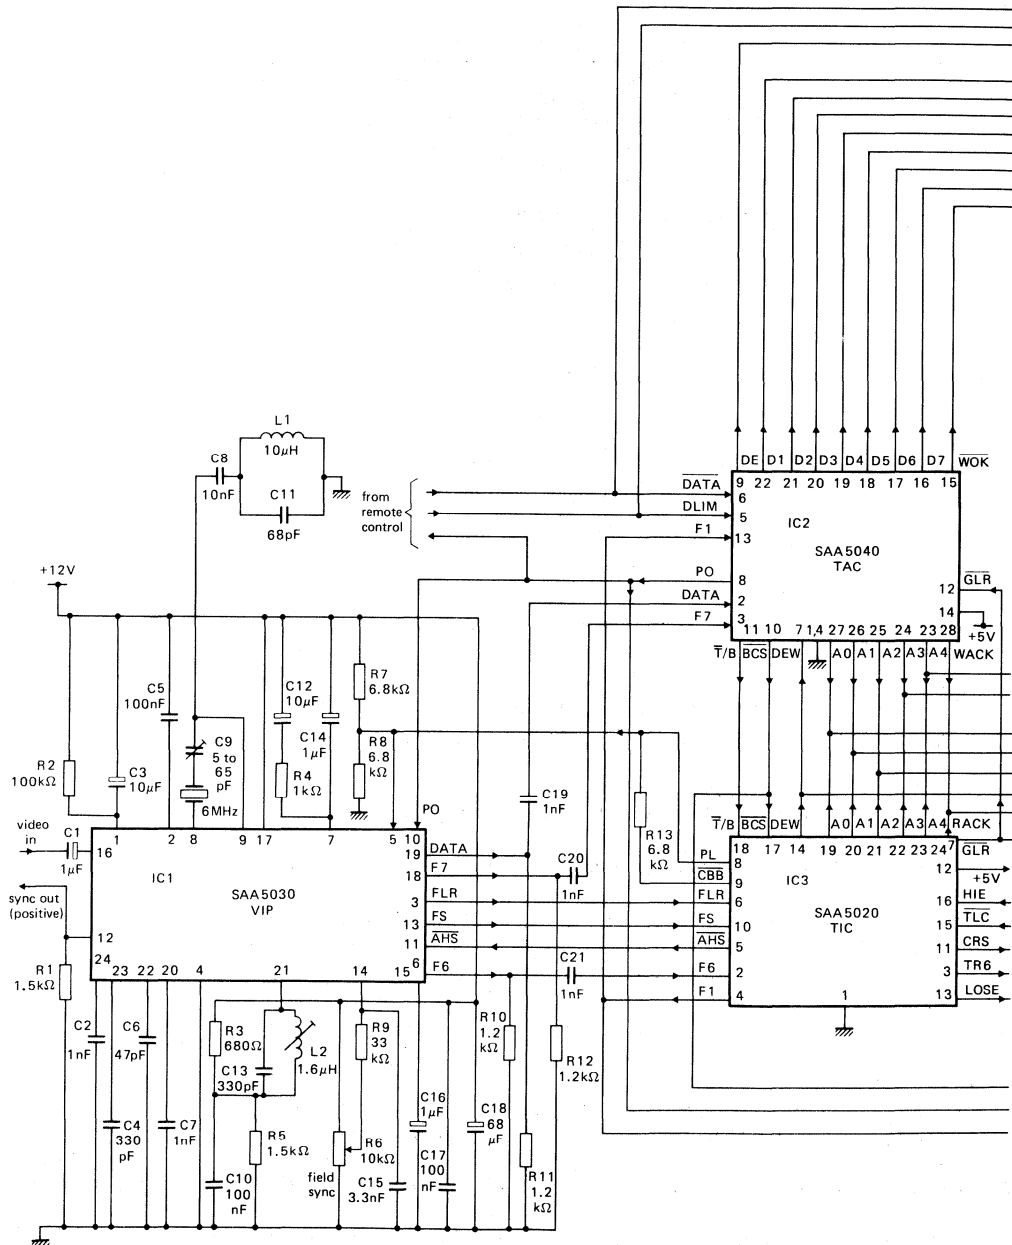 L1
10μH
C8
10nF
C11
68pF
from
remote
control
+12V
DE D1 D2 D3 D4 D5 D6 D7 WOK
9 22 21 20 19 18 17 16 15
DATA
6
DLIM
5
F1
13
IC2
SAA5040
TAC
PO
8
DATA
2
F7
3
GLR
12
14
+5V
11 10 7 1,4 27 26 25 24 23 28
T/B BCS DEW A0 A1 A2 A3 A4 WACK
C5
100nF
C12
10μF
C14
1μF
R7
6.8kΩ
R8
6.8
kΩ
R2
100kΩ
C3
10μF
C9
5 to
65
pF
6MHz
R4
1kΩ
C19
1nF
R13
6.8
kΩ
PO
video
in
C1
1μF
16
1 2 8 9 17 7 5 10
IC1
SAA5030
VIP
sync out
(positive)
12
24
23 22 20 4 21 14 15
19
DATA
18
F7
3
FLR
13
FS
11
AHS
6
F6
C20
1nF
C21
1nF
T/B BCS DEW A0 A1 A2 A3 A4 RACK
18 17 14 19 20 21 22 23 24 7
GLR
PL
8
CBB
9
FLR
6
FS
10
AHS
5
F6
2
F1
4
IC3
SAA5020
TIC
1
12
+5V
16
HIE
15
TLC
11
CRS
3
TR6
13
LOSE
R1
1.5kΩ
C2
1nF
C6
47pF
C4
330
pF
C7
1nF
R3
680Ω
C13
330pF
L2
1.6μH
R9
33
kΩ
R5
1.5kΩ
C10
100
nF
field
sync
R6
10kΩ
C15
3.3nF
C16
1μF
C17
100
nF
C18
68
μF
R10
1.2
kΩ
R12
1.2kΩ
R11
1.2
kΩ